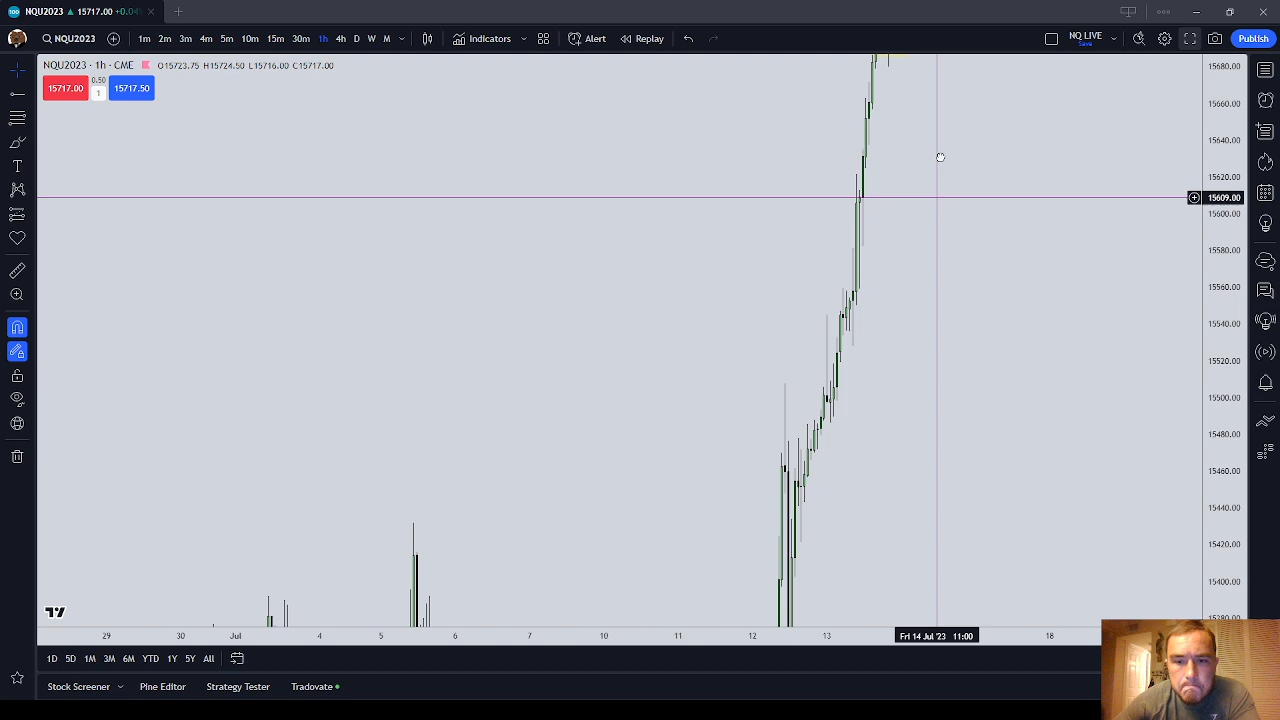 NQU2023 ▲ 15717.00 +0.04
NQU2023 1m 2m 3m 4m 5m 10m 15m 30m 1h 4h D W M Indicators Alert Replay NQ LIVE Save Publish
NQU2023 · 1h · CME O15723.75 H15724.50 L15716.00 C15717.00
15717.00 0.50 1 15717.50
15680.00
15660.00
15640.00
15620.00
15609.00
15600.00
15580.00
15560.00
15540.00
15520.00
15500.00
15480.00
15460.00
15440.00
15420.00
15400.00
15380.00
29 30 Jul 4 5 6 7 10 11 12 13 Fri 14 Jul '23 11:00 18
1D 5D 1M 3M 6M YTD 1Y 5Y All
Stock Screener Pine Editor Strategy Tester Tradovate